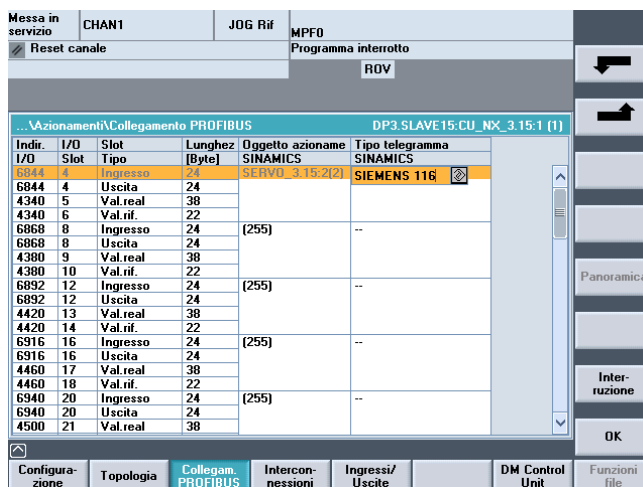 Messa in servizio CHAN1 JOG Rif MPF0
Reset canale Programma interrotto
ROV
...\Azionamenti\Collegamento PROFIBUS DP3.SLAVE15:CU_NX_3.15:1 (1)
Indir. I/O Slot Lunghez Oggetto azioname Tipo telegramma
I/O Slot Tipo [Byte] SINAMICS SINAMICS
6844 4 Ingresso 24 SERVO_3.15:2(2) SIEMENS 116
6844 4 Uscita 24
4340 5 Val.real 38
4340 6 Val.rif. 22
6868 8 Ingresso 24 (255) --
6868 8 Uscita 24
4380 9 Val.real 38
4380 10 Val.rif. 22
6892 12 Ingresso 24 (255) --
6892 12 Uscita 24
4420 13 Val.real 38
4420 14 Val.rif. 22
6916 16 Ingresso 24 (255) --
6916 16 Uscita 24
4460 17 Val.real 38
4460 18 Val.rif. 22
6940 20 Ingresso 24 (255) --
6940 20 Uscita 24
4500 21 Val.real 38
Panoramica
Inter-
ruzione
OK
Configura-
zione
Topologia
Collegam.
PROFIBUS
Intercon-
nessioni
Ingressi/
Uscite
DM Control
Unit
Funzioni
file